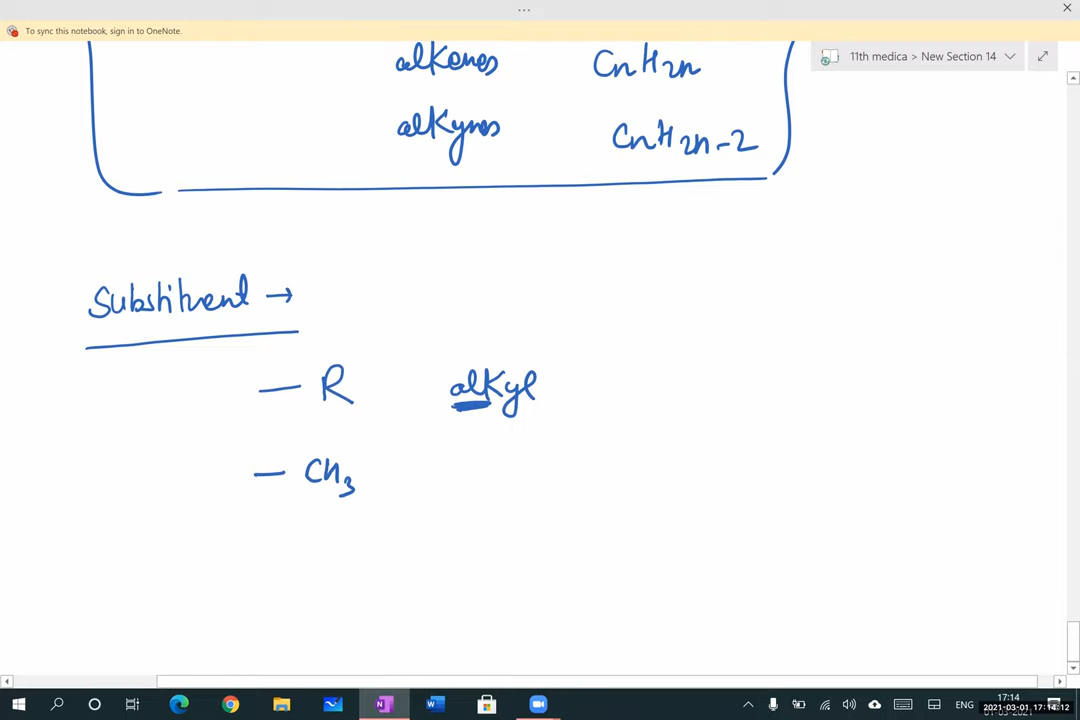 To sync this notebook, sign in to OneNote.
11th medica > New Section 14
alkenes CnH2n
alkynes CnH2n-2
Substituent →
— R alkyl
— CH3
ENG
17:14
2021-03-01 17:14:12